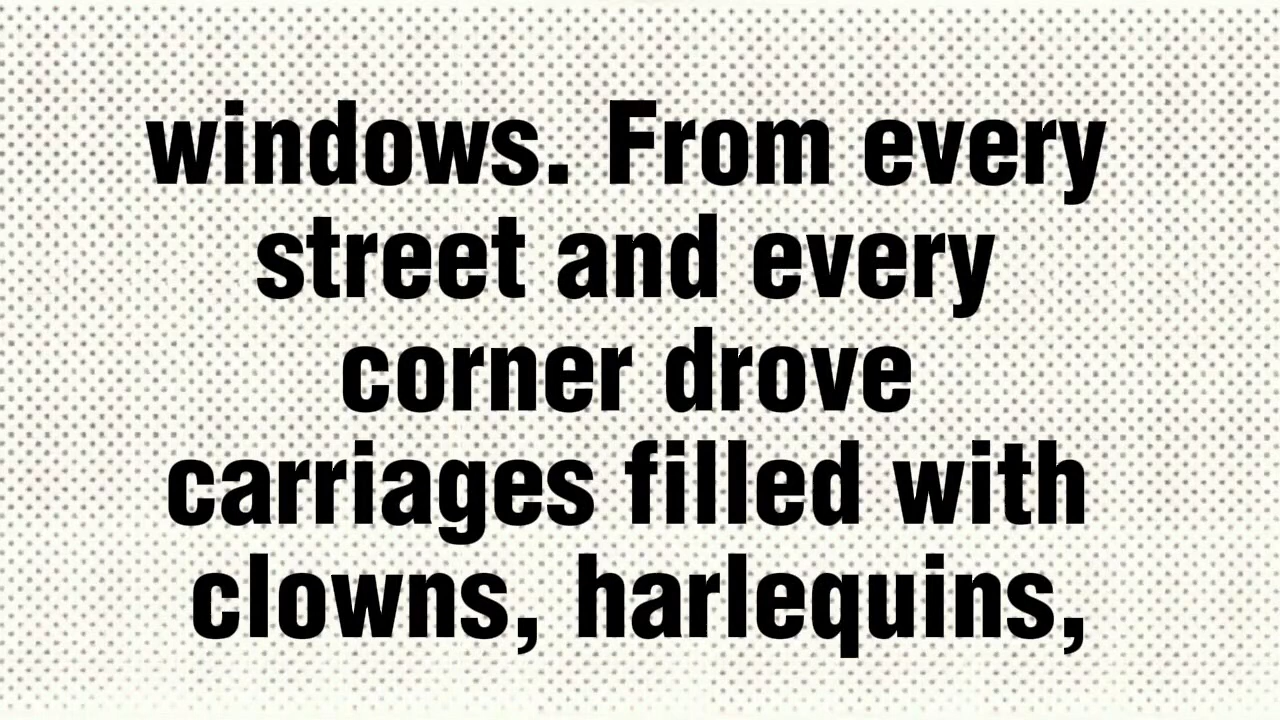 windows. From every
street and every
corner drove
carriages filled with
clowns, harlequins,